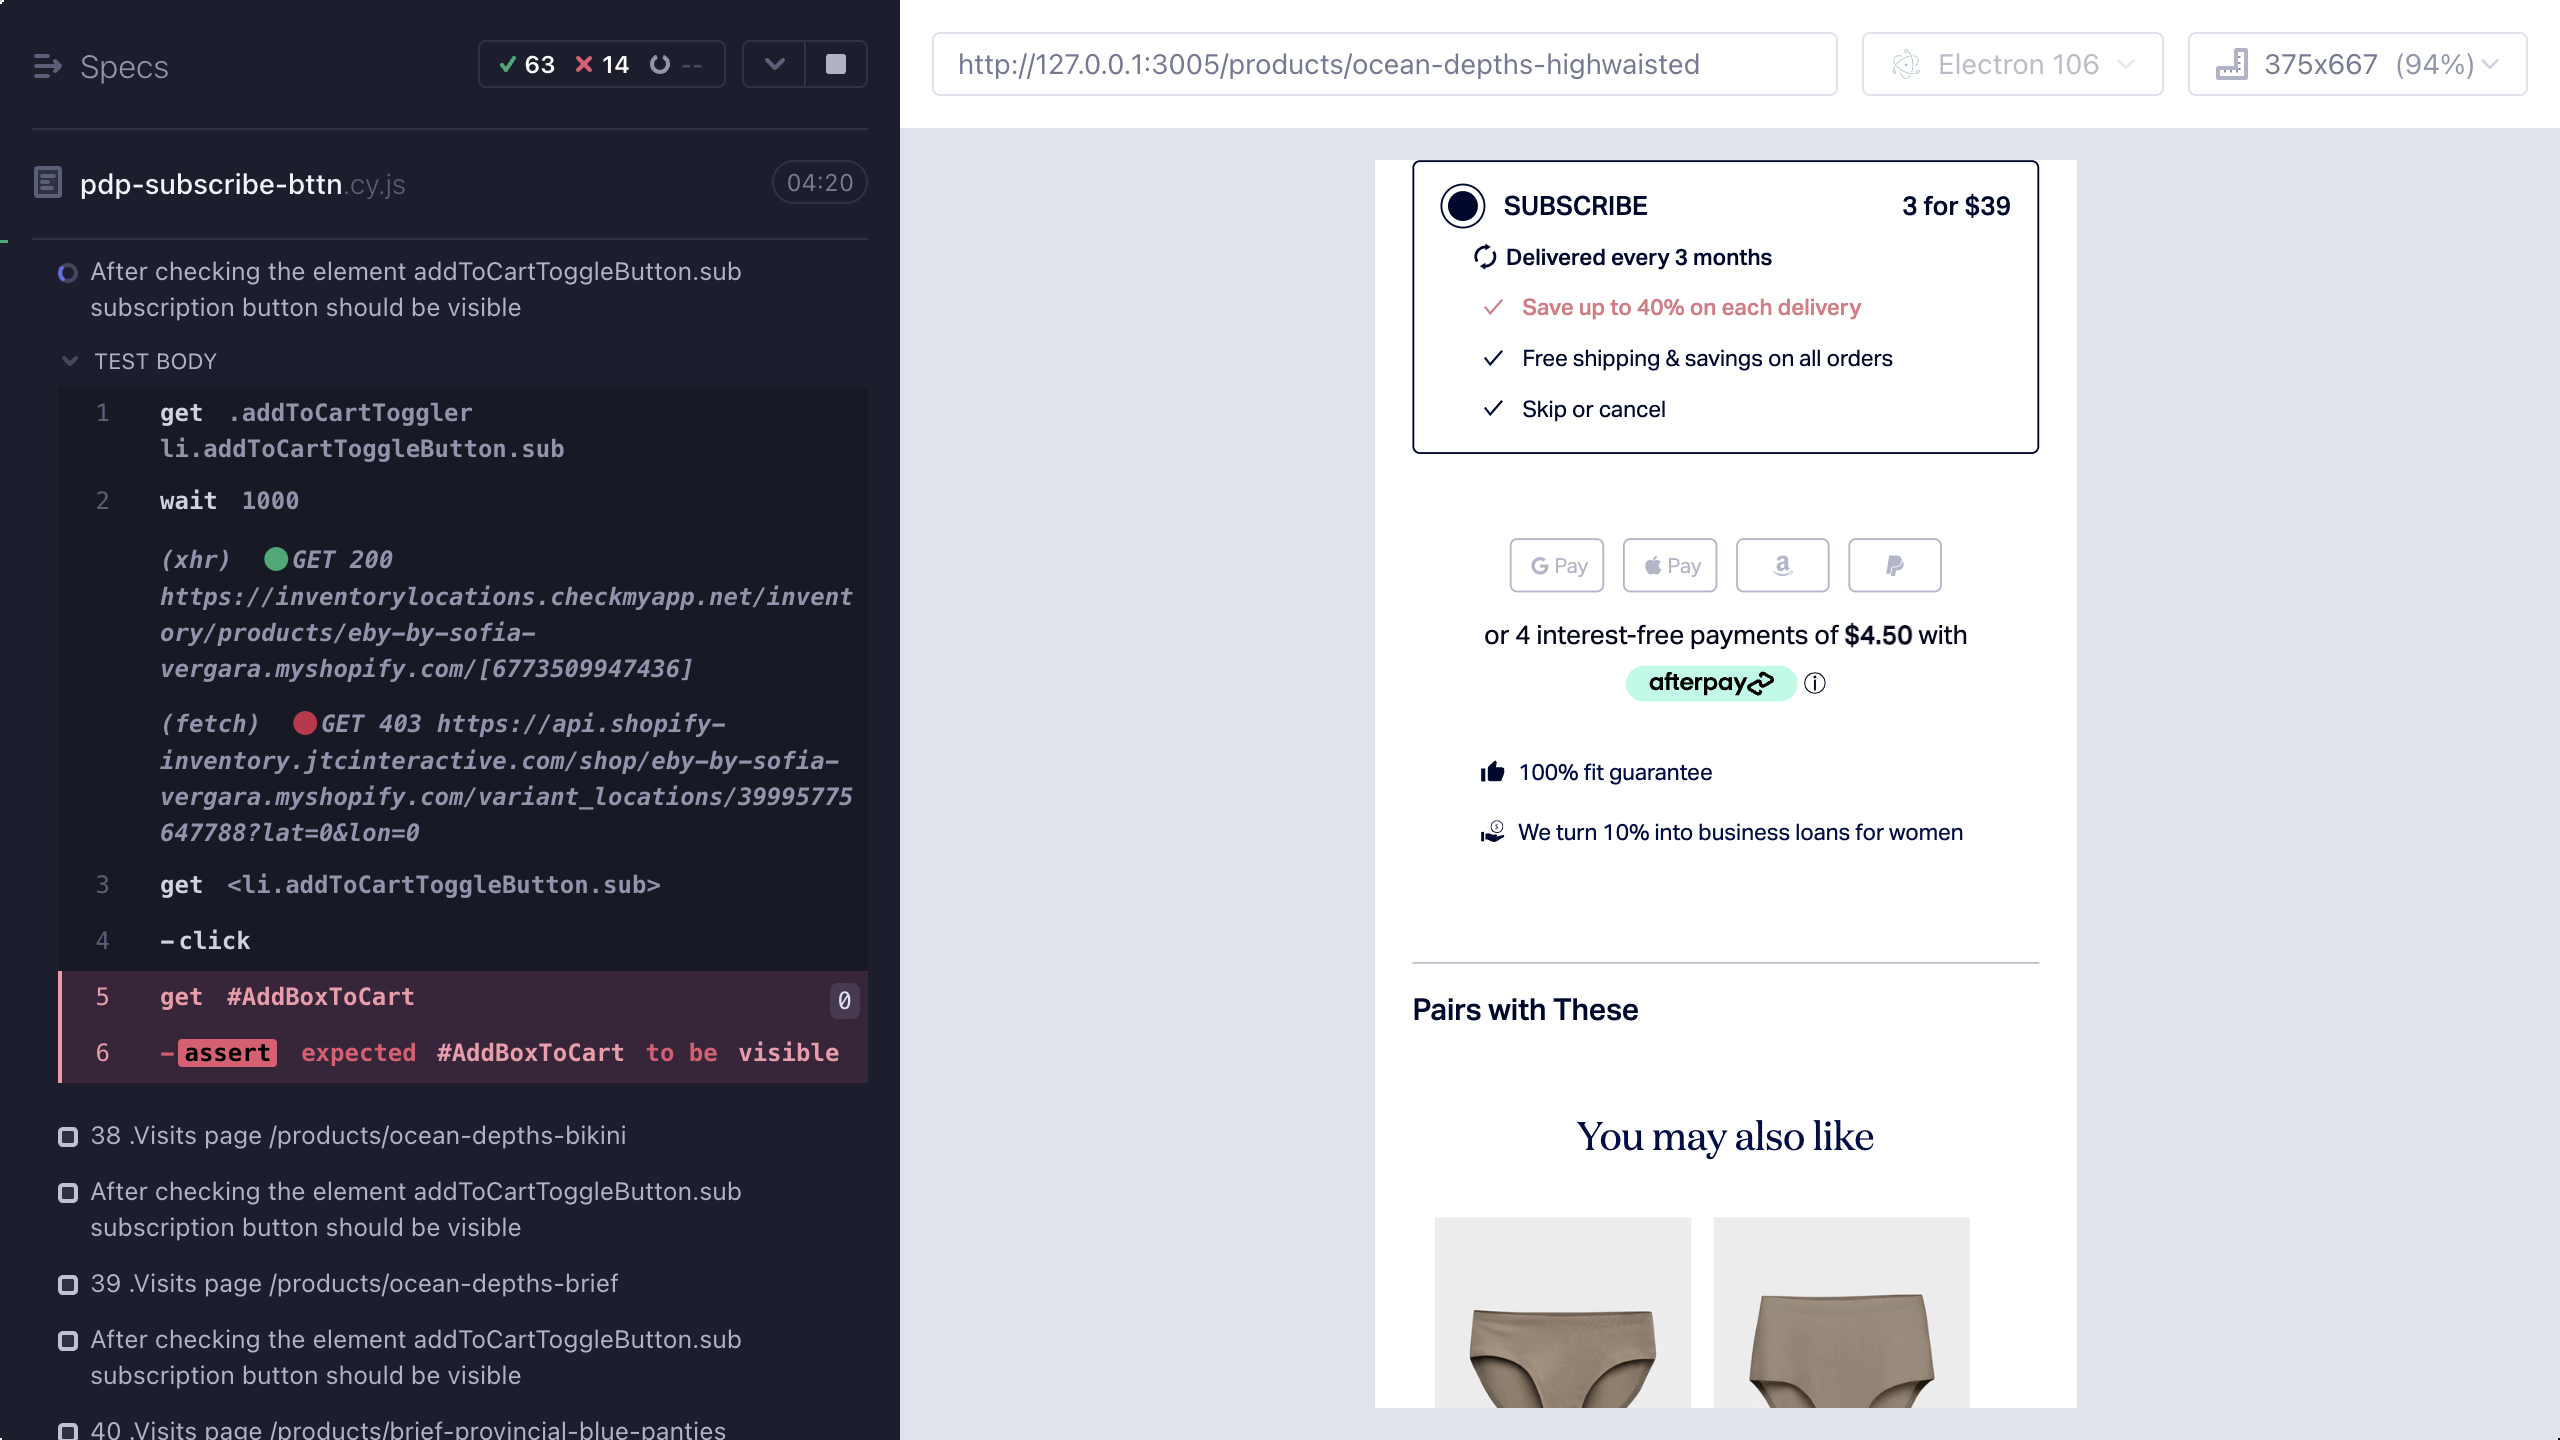 Specs
63 14 --
pdp-subscribe-bttn.cy.js
04:20
After checking the element addToCartToggleButton.sub
subscription button should be visible
TEST BODY
1 get .addToCartToggler
li.addToCartToggleButton.sub
2 wait 1000
(xhr) GET 200
https://inventorylocations.checkmyapp.net/invent
ory/products/eby-by-sofia-
vergara.myshopify.com/[6773509947436]
(fetch) GET 403 https://api.shopify-
inventory.jtcinteractive.com/shop/eby-by-sofia-
vergara.myshopify.com/variant_locations/39995775
647788?lat=0&lon=0
3 get <li.addToCartToggleButton.sub>
4 -click
5 get #AddBoxToCart 0
6 -assert expected #AddBoxToCart to be visible
38 .Visits page /products/ocean-depths-bikini
After checking the element addToCartToggleButton.sub
subscription button should be visible
39 .Visits page /products/ocean-depths-brief
After checking the element addToCartToggleButton.sub
subscription button should be visible
40 .Visits page /products/brief-provincial-blue-panties
http://127.0.0.1:3005/products/ocean-depths-highwaisted
Electron 106
375x667 (94%)
SUBSCRIBE 3 for $39
Delivered every 3 months
Save up to 40% on each delivery
Free shipping & savings on all orders
Skip or cancel
G Pay Pay a P
or 4 interest-free payments of $4.50 with
afterpay
100% fit guarantee
We turn 10% into business loans for women
Pairs with These
You may also like